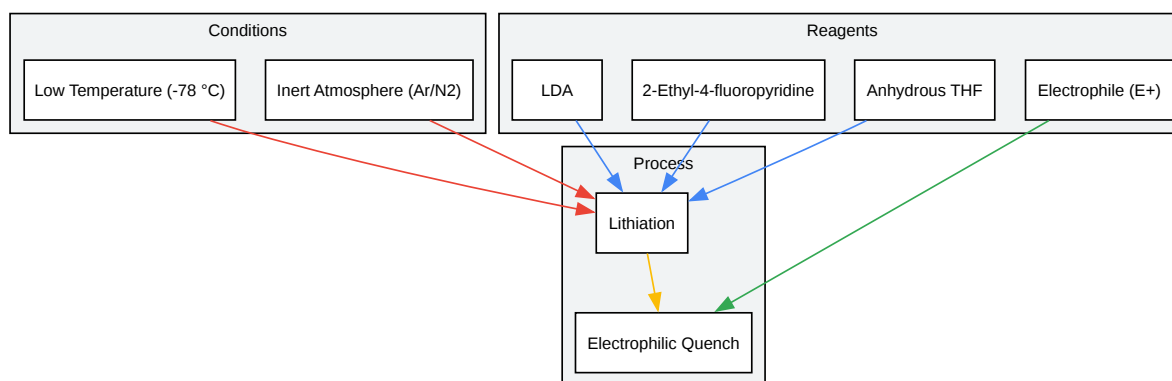 Conditions
Reagents
Low Temperature (-78 °C)
Inert Atmosphere (Ar/N2)
LDA
2-Ethyl-4-fluoropyridine
Anhydrous THF
Electrophile (E+)
Process
Lithiation
Electrophilic Quench